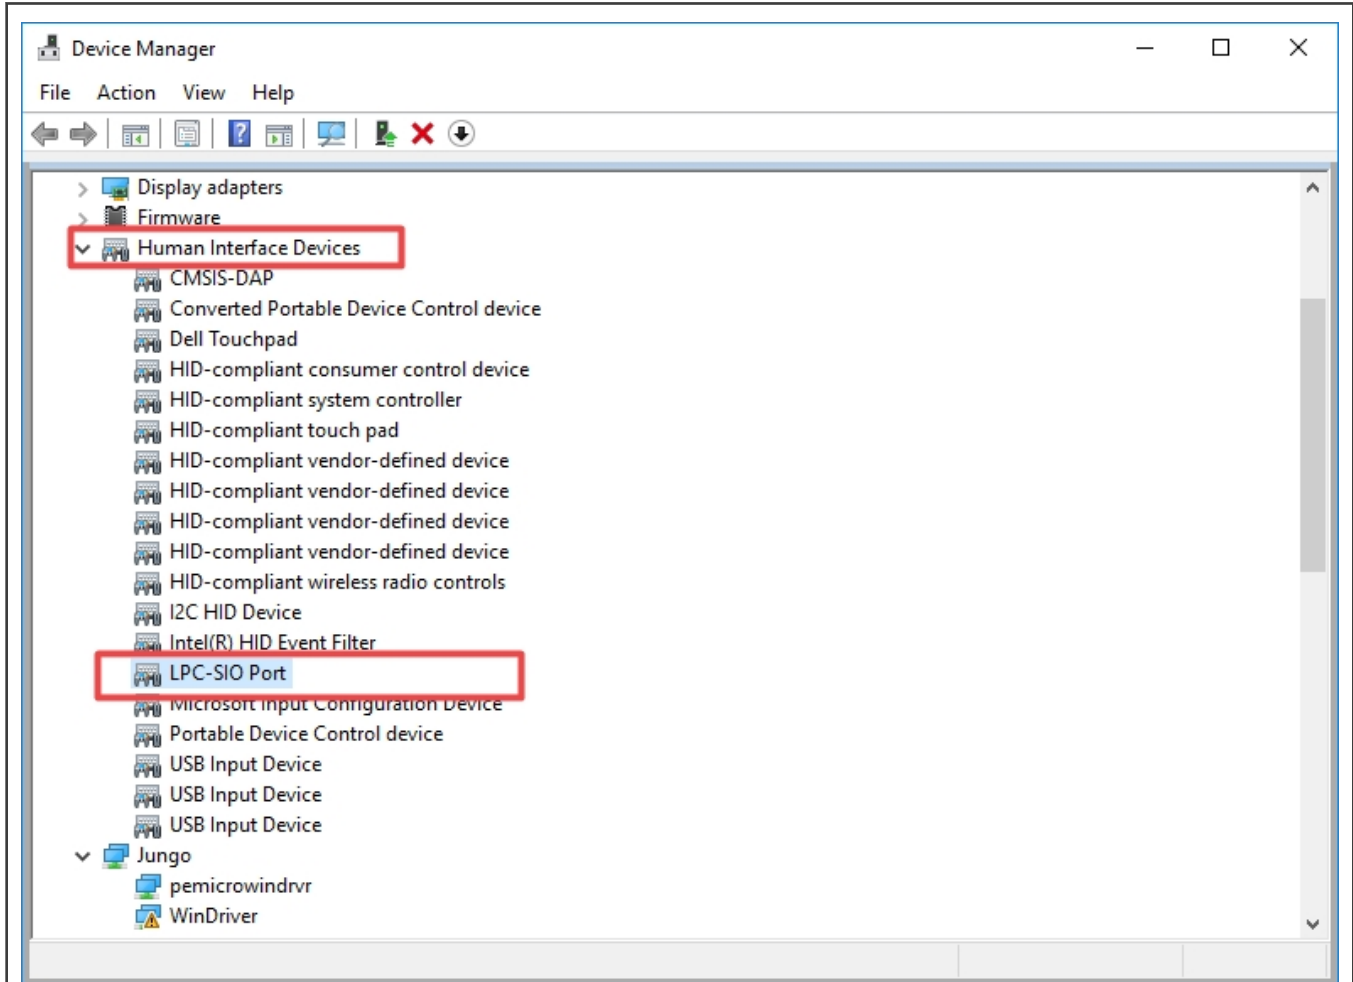 Device Manager
File Action View Help
Display adapters
Firmware
Human Interface Devices
CMSIS-DAP
Converted Portable Device Control device
Dell Touchpad
HID-compliant consumer control device
HID-compliant system controller
HID-compliant touch pad
HID-compliant vendor-defined device
HID-compliant vendor-defined device
HID-compliant vendor-defined device
HID-compliant vendor-defined device
HID-compliant wireless radio controls
I2C HID Device
Intel(R) HID Event Filter
LPC-SIO Port
Microsoft Input Configuration Device
Portable Device Control device
USB Input Device
USB Input Device
USB Input Device
Jungo
pemicrowindrvr
WinDriver